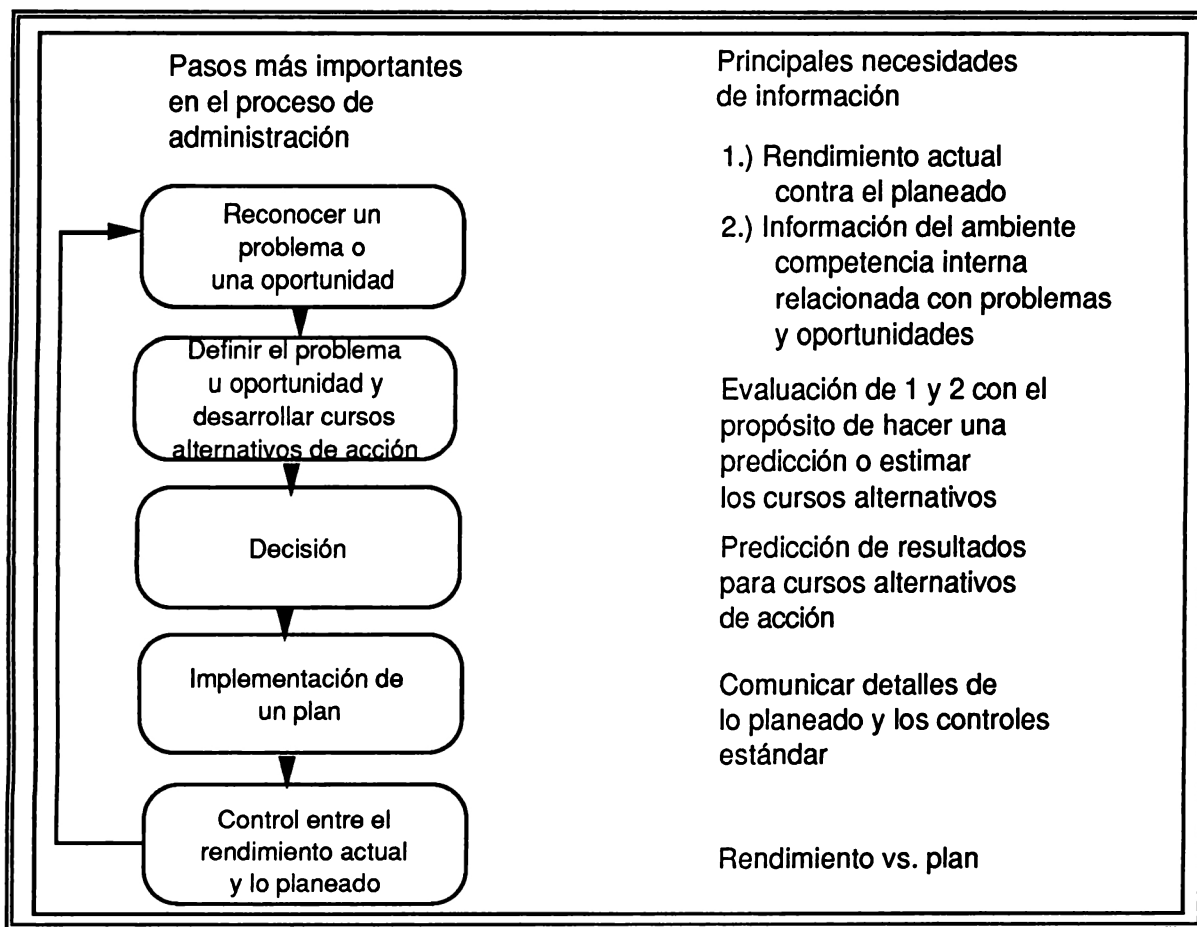 Pasos más importantes
en el proceso de
administración
Reconocer un
problema o
una oportunidad
Definir el problema
u oportunidad y
desarrollar cursos
alternativos de acción
Decisión
Implementación de
un plan
Control entre el
rendimiento actual
y lo planeado
Principales necesidades
de información
1.) Rendimiento actual
contra el planeado
2.) Información del ambiente
competencia interna
relacionada con problemas
y oportunidades
Evaluación de 1 y 2 con el
propósito de hacer una
predicción o estimar
los cursos alternativos
Predicción de resultados
para cursos alternativos
de acción
Comunicar detalles de
lo planeado y los controles
estándar
Rendimiento vs. plan